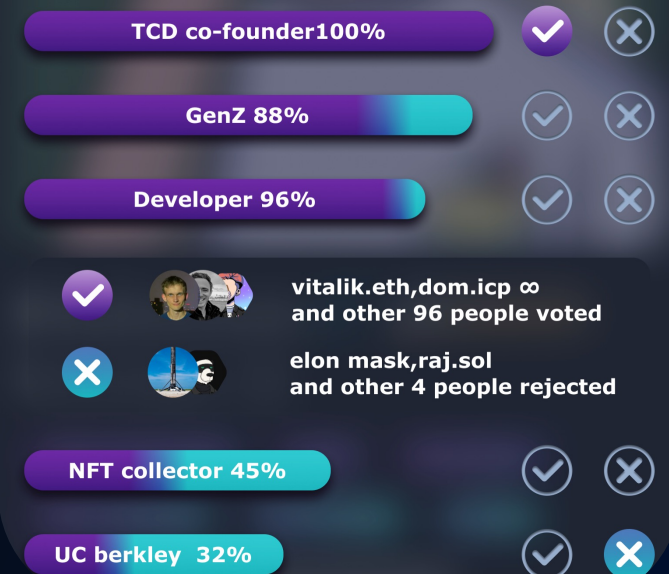 TCD co-founder100%
GenZ 88%
Developer 96%
vitalik.eth,dom.icp ∞
and other 96 people voted
elon mask,raj.sol
and other 4 people rejected
NFT collector 45%
UC berkley 32%